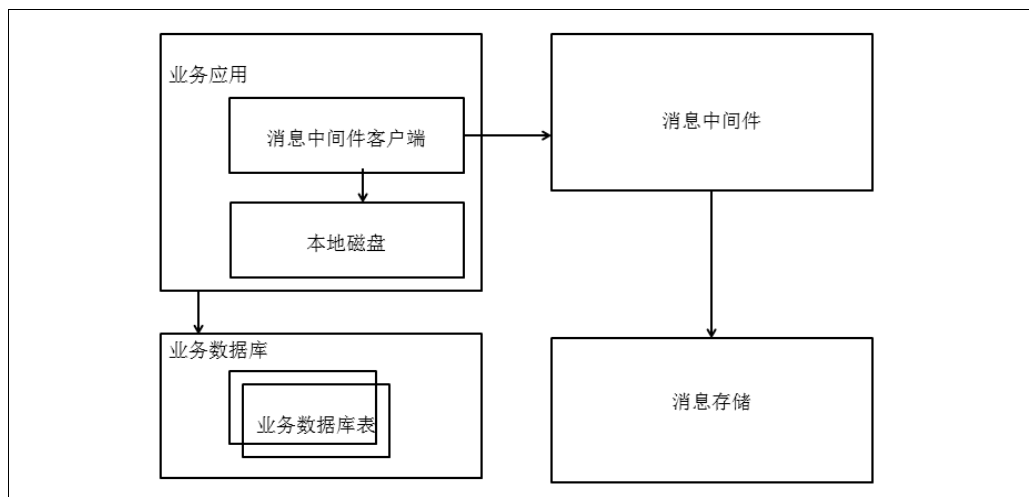 业务应用
消息中间件客户端
消息中间件
本地磁盘
业务数据库
业务数据库表
消息存储